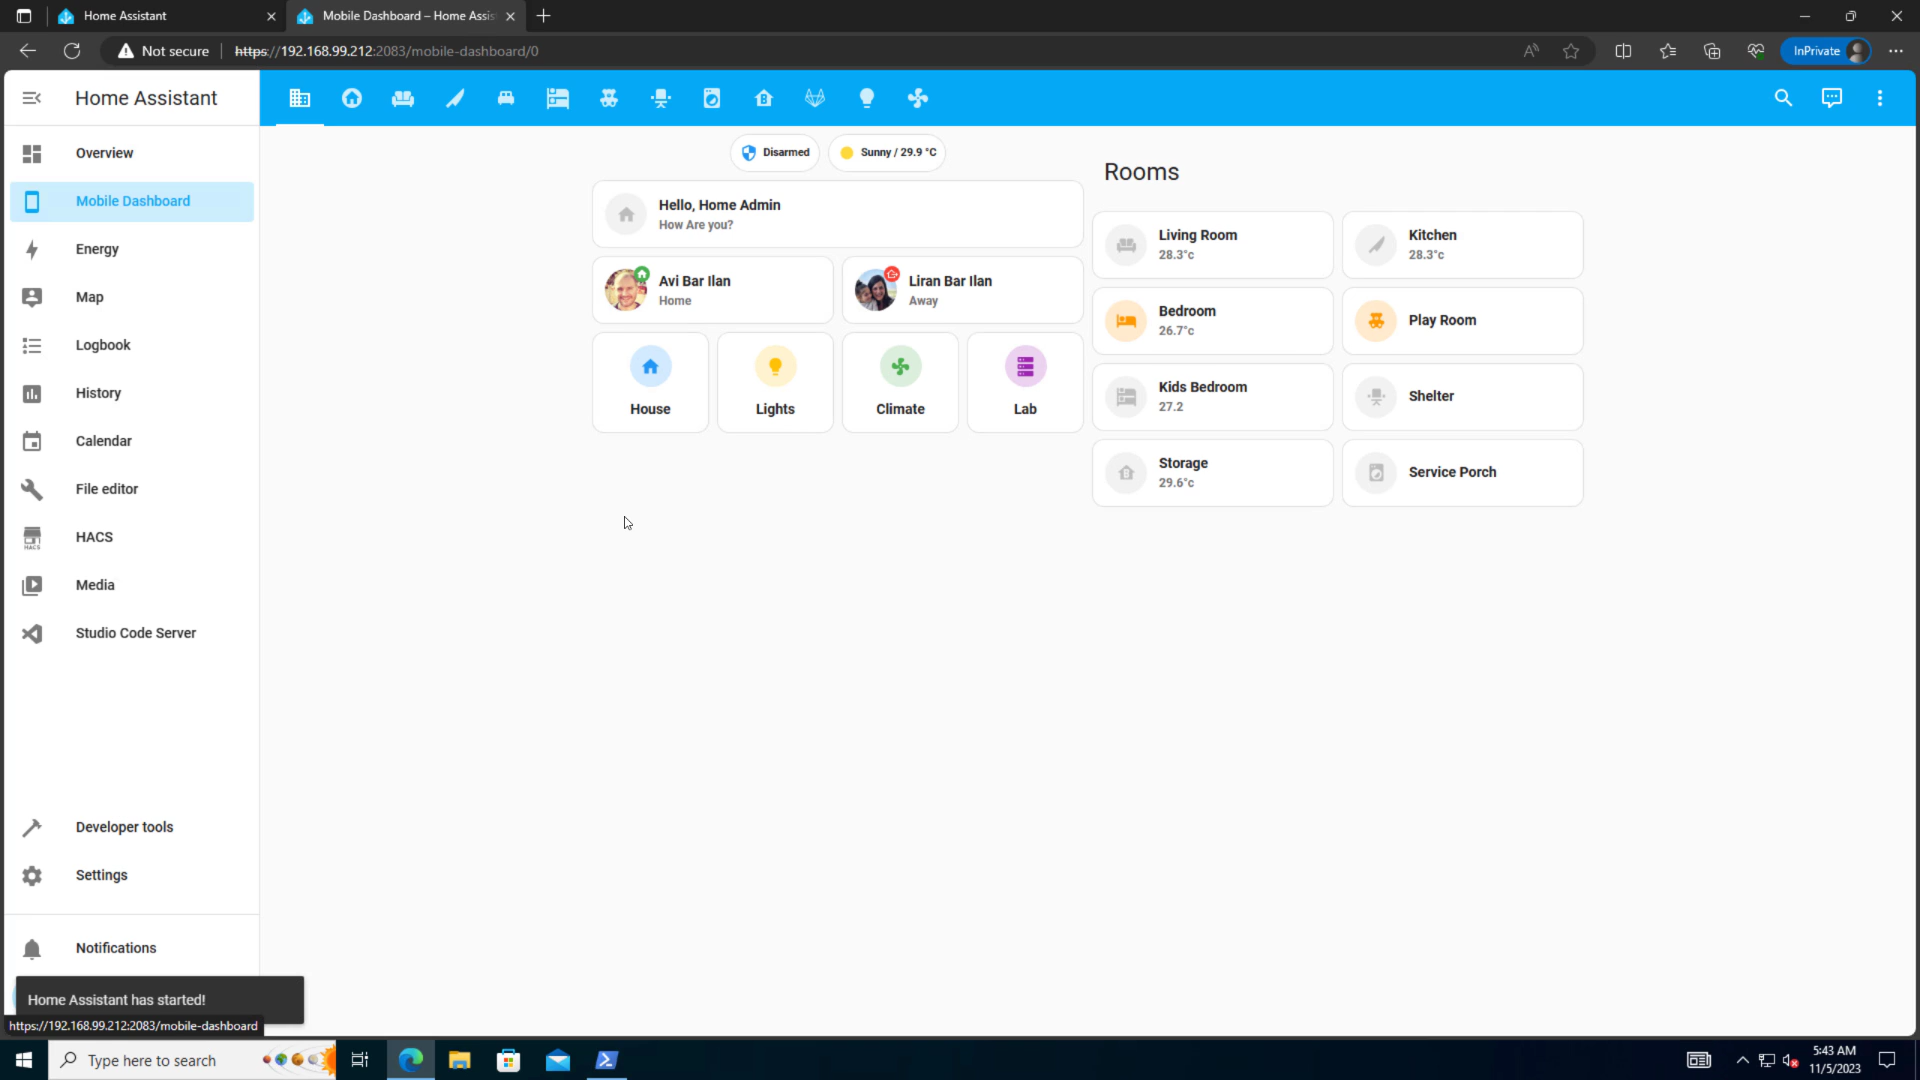 Home Assistant
Mobile Dashboard – Home Assis
Not secure
https://192.168.99.212:2083/mobile-dashboard/0
InPrivate
Home Assistant
Overview
Mobile Dashboard
Energy
Map
Logbook
History
Calendar
File editor
HACS
HACS
Media
Studio Code Server
Developer tools
Settings
Notifications
Home Assistant has started!
https://192.168.99.212:2083/mobile-dashboard
Disarmed
Sunny / 29.9 °C
Hello, Home Admin
How Are you?
Avi Bar Ilan
Home
Liran Bar Ilan
Away
House
Lights
Climate
Lab
Rooms
Living Room
28.3°c
Kitchen
28.3°c
Bedroom
26.7°c
Play Room
Kids Bedroom
27.2
Shelter
Storage
29.6°c
Service Porch
Type here to search
5:43 AM
11/5/2023